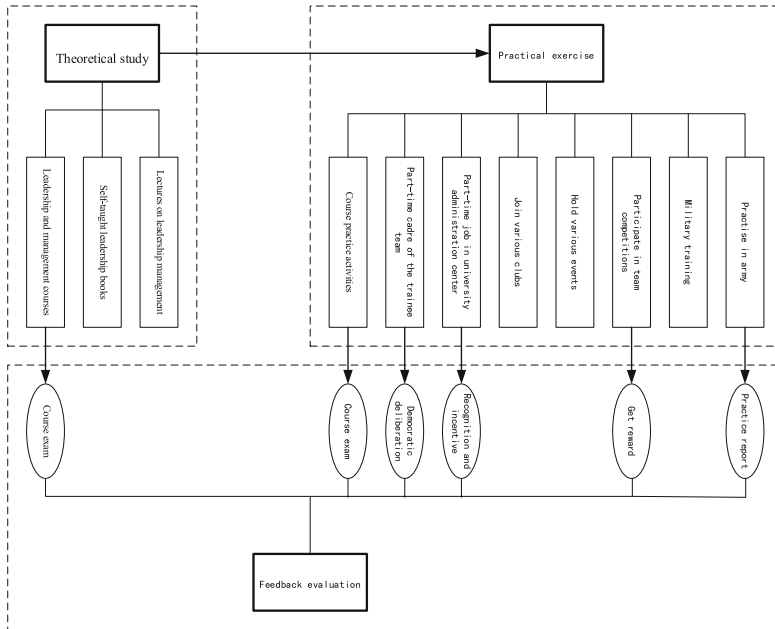 Theoretical study
Practical exercise
Leadership and management courses
Self-taught leadership books
Lectures on leadership management
Course practice activities
Part-time cadre of the trainee
team
Part-time job in university
administration center
Join various clubs
Hold various events
Participate in team
competitions
Military training
Practise in army
Course exam
Course exam
Democratic
deliberation
Recognition and
incentive
Get reward
Practice report
Feedback evaluation